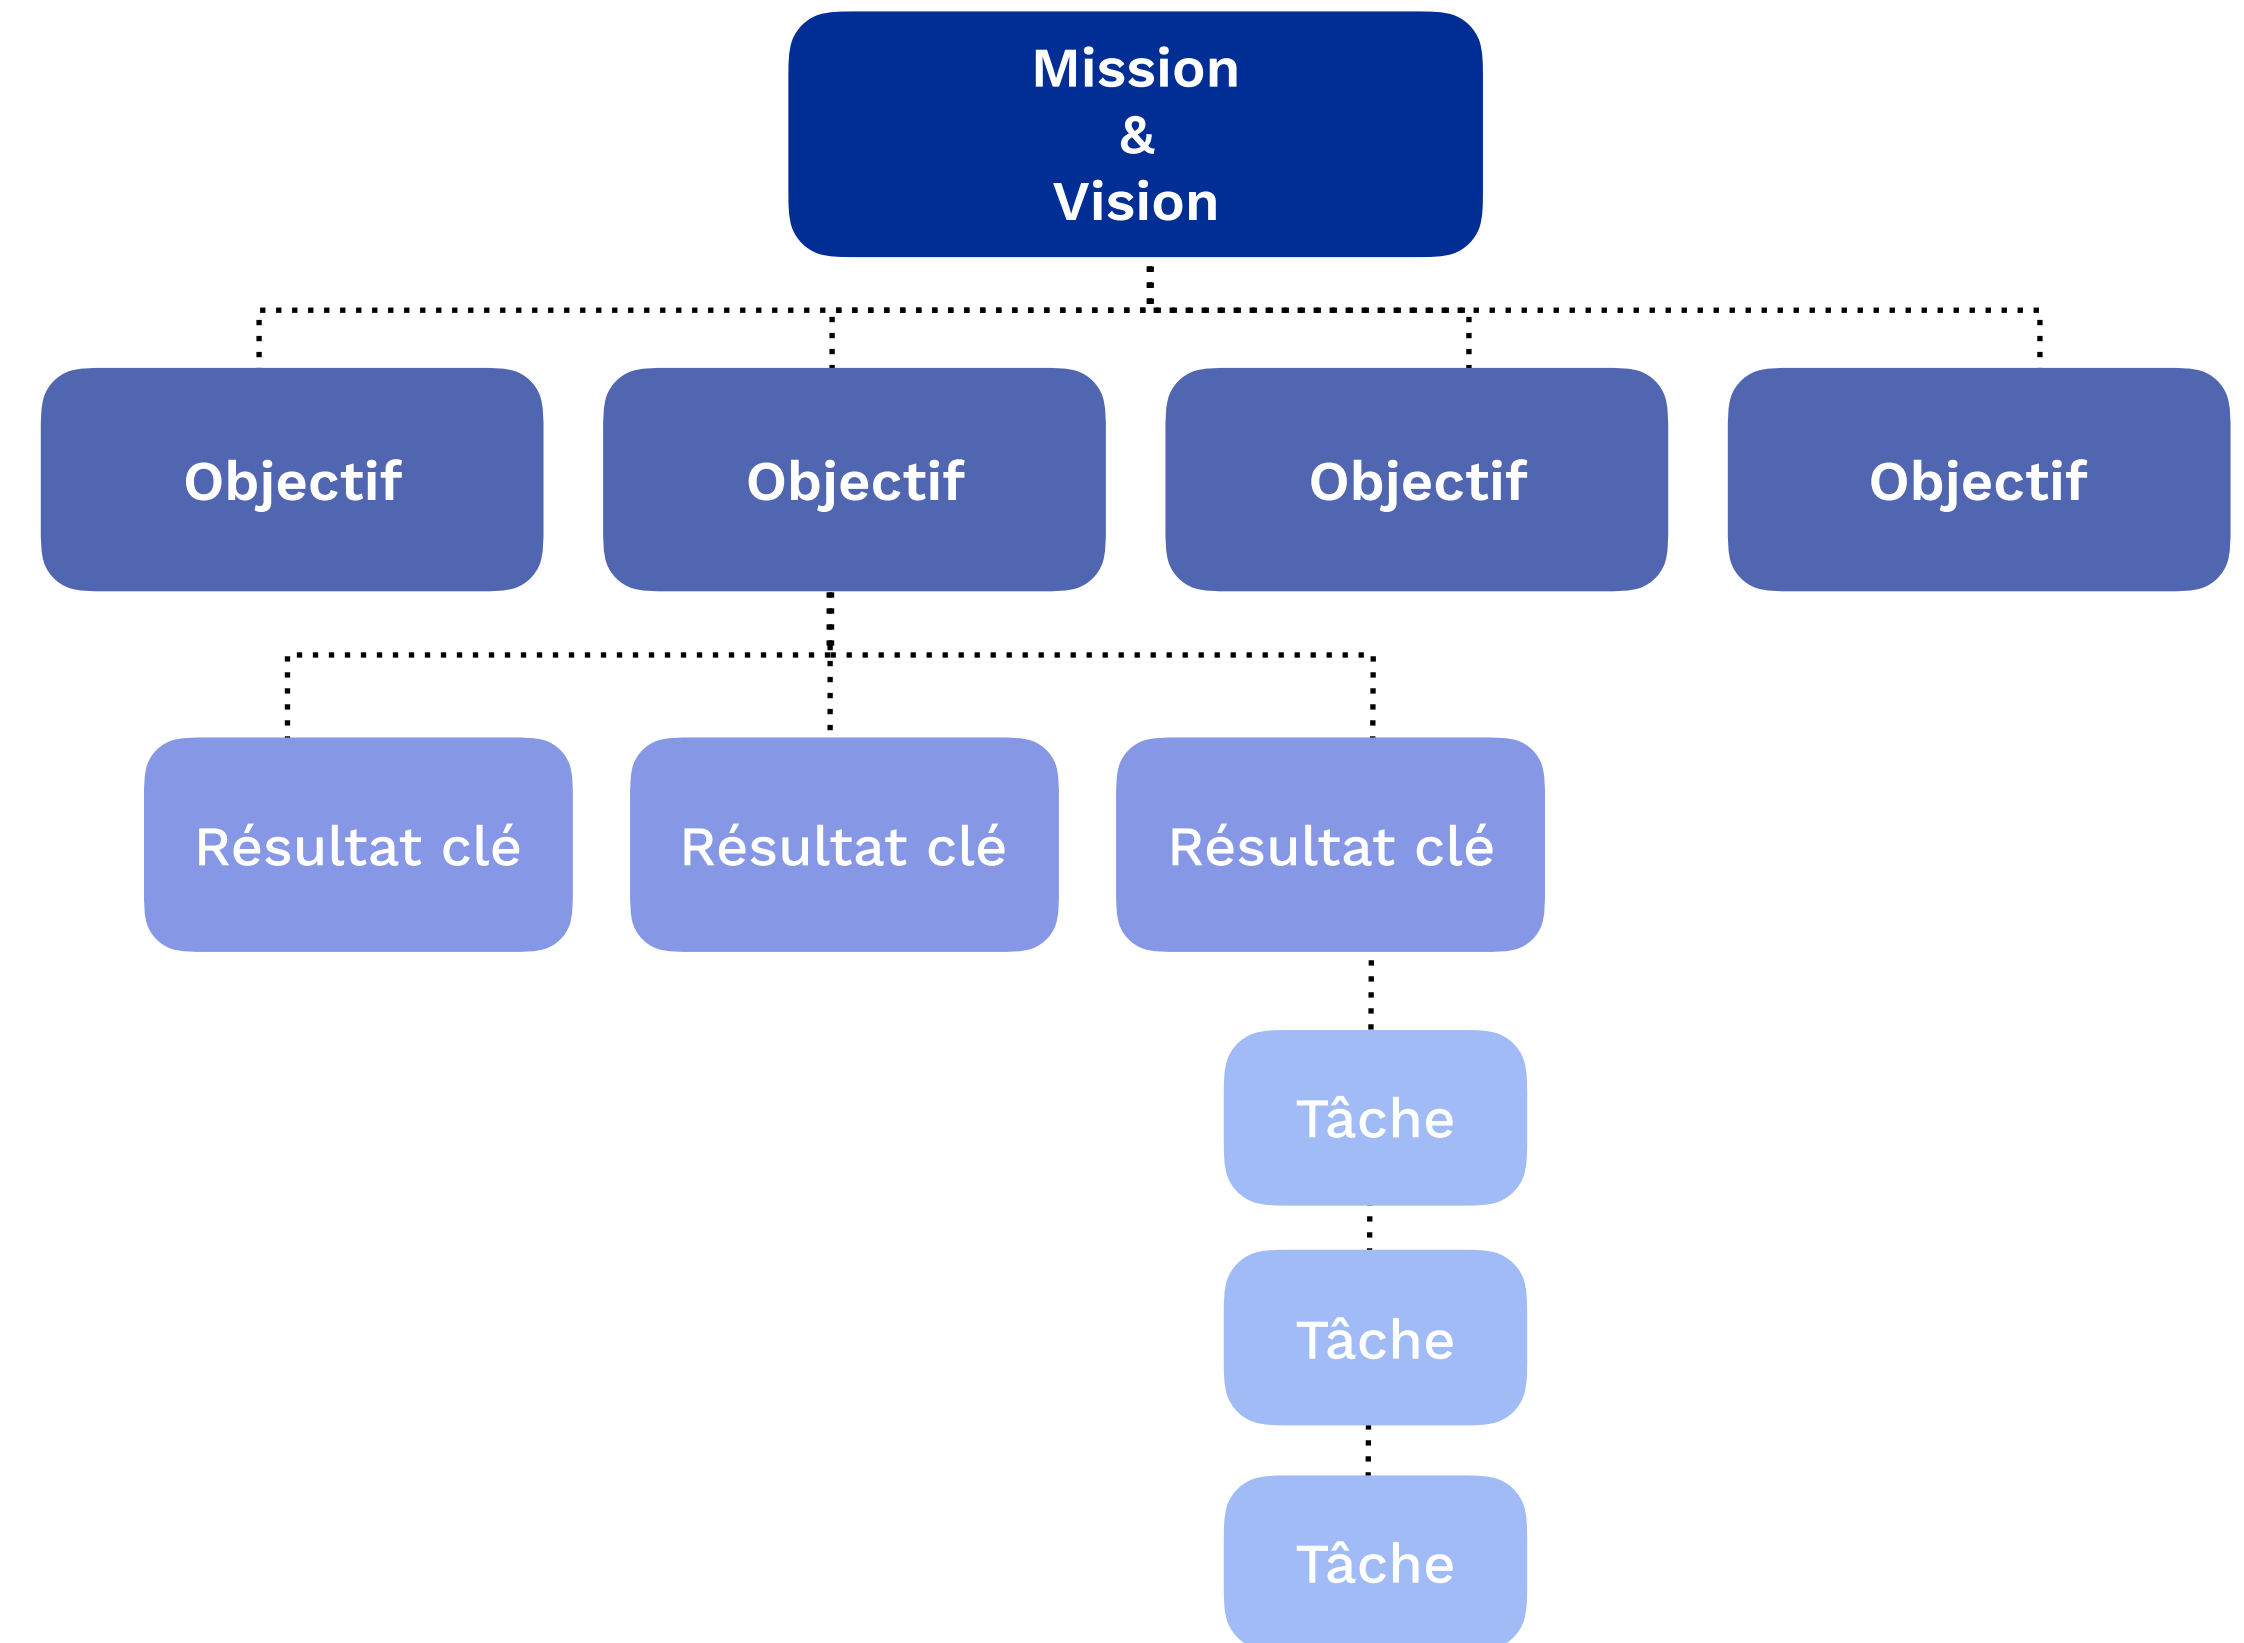 Mission
&
Vision
Objectif
Objectif
Objectif
Objectif
Résultat clé
Résultat clé
Résultat clé
Tâche
Tâche
Tâche